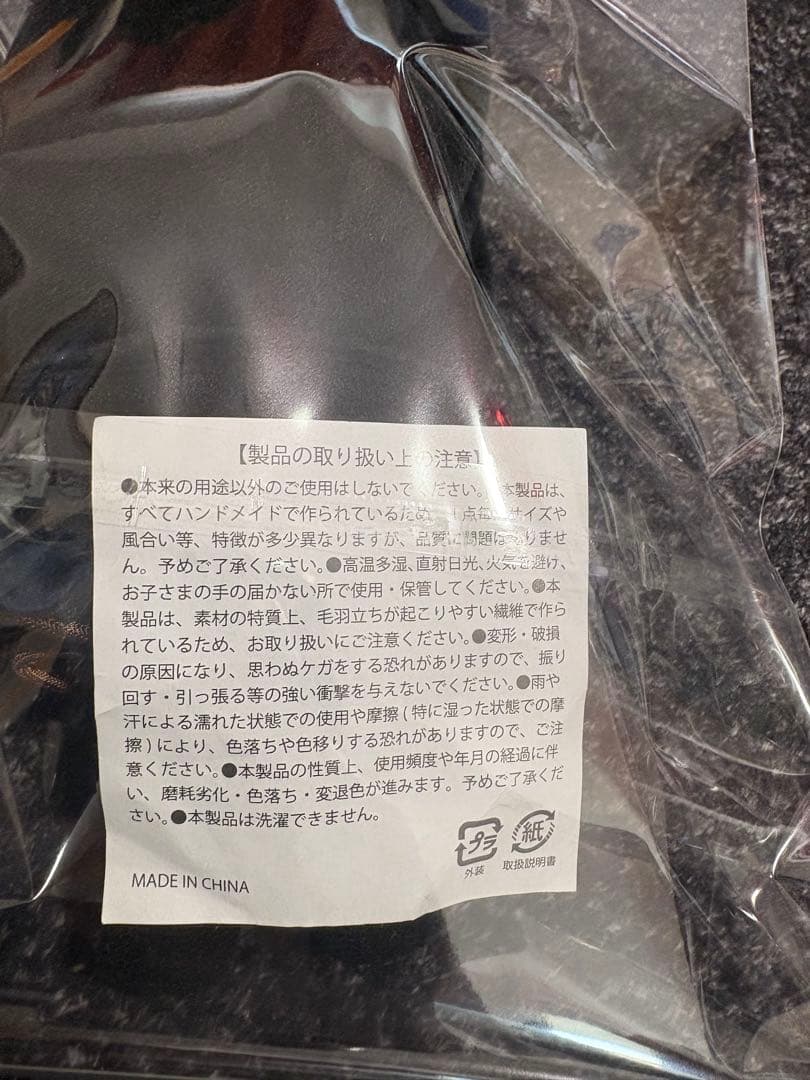 【製品の取り扱い上の注意】
●本来の用途以外のご使用はしないでください。●本製品は、
すべてハンドメイドで作られているため、1点毎にサイズや
風合い等、特徴が多少異なりますが、品質に問題はありませ
ん。予めご了承ください。●高温多湿、直射日光、火気を避け、
お子さまの手の届かない所で使用・保管してください。●本
製品は、素材の特質上、毛羽立ちが起こりやすい繊維で作ら
れているため、お取り扱いにご注意ください。●変形・破損
の原因になり、思わぬケガをする恐れがありますので、振り
回す・引っ張る等の強い衝撃を与えないでください。●雨や
汗による濡れた状態での使用や摩擦(特に湿った状態での摩
擦)により、色落ちや色移りする恐れがありますので、ご注
意ください。●本製品の性質上、使用頻度や年月の経過に伴
い、磨耗劣化・色落ち・変退色が進みます。予めご了承くだ
さい。●本製品は洗濯できません。
プラ 紙
外装 取扱説明書
MADE IN CHINA